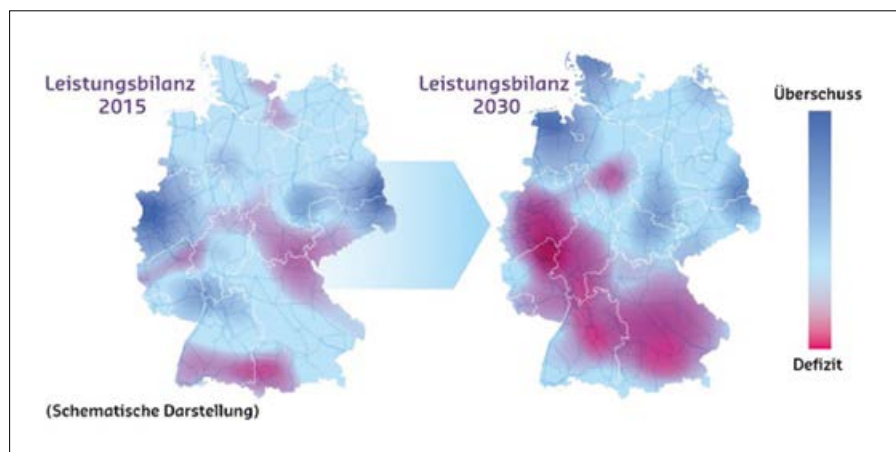 Leistungsbilanz
2015
Leistungsbilanz
2030
Überschuss
Defizit
(Schematische Darstellung)